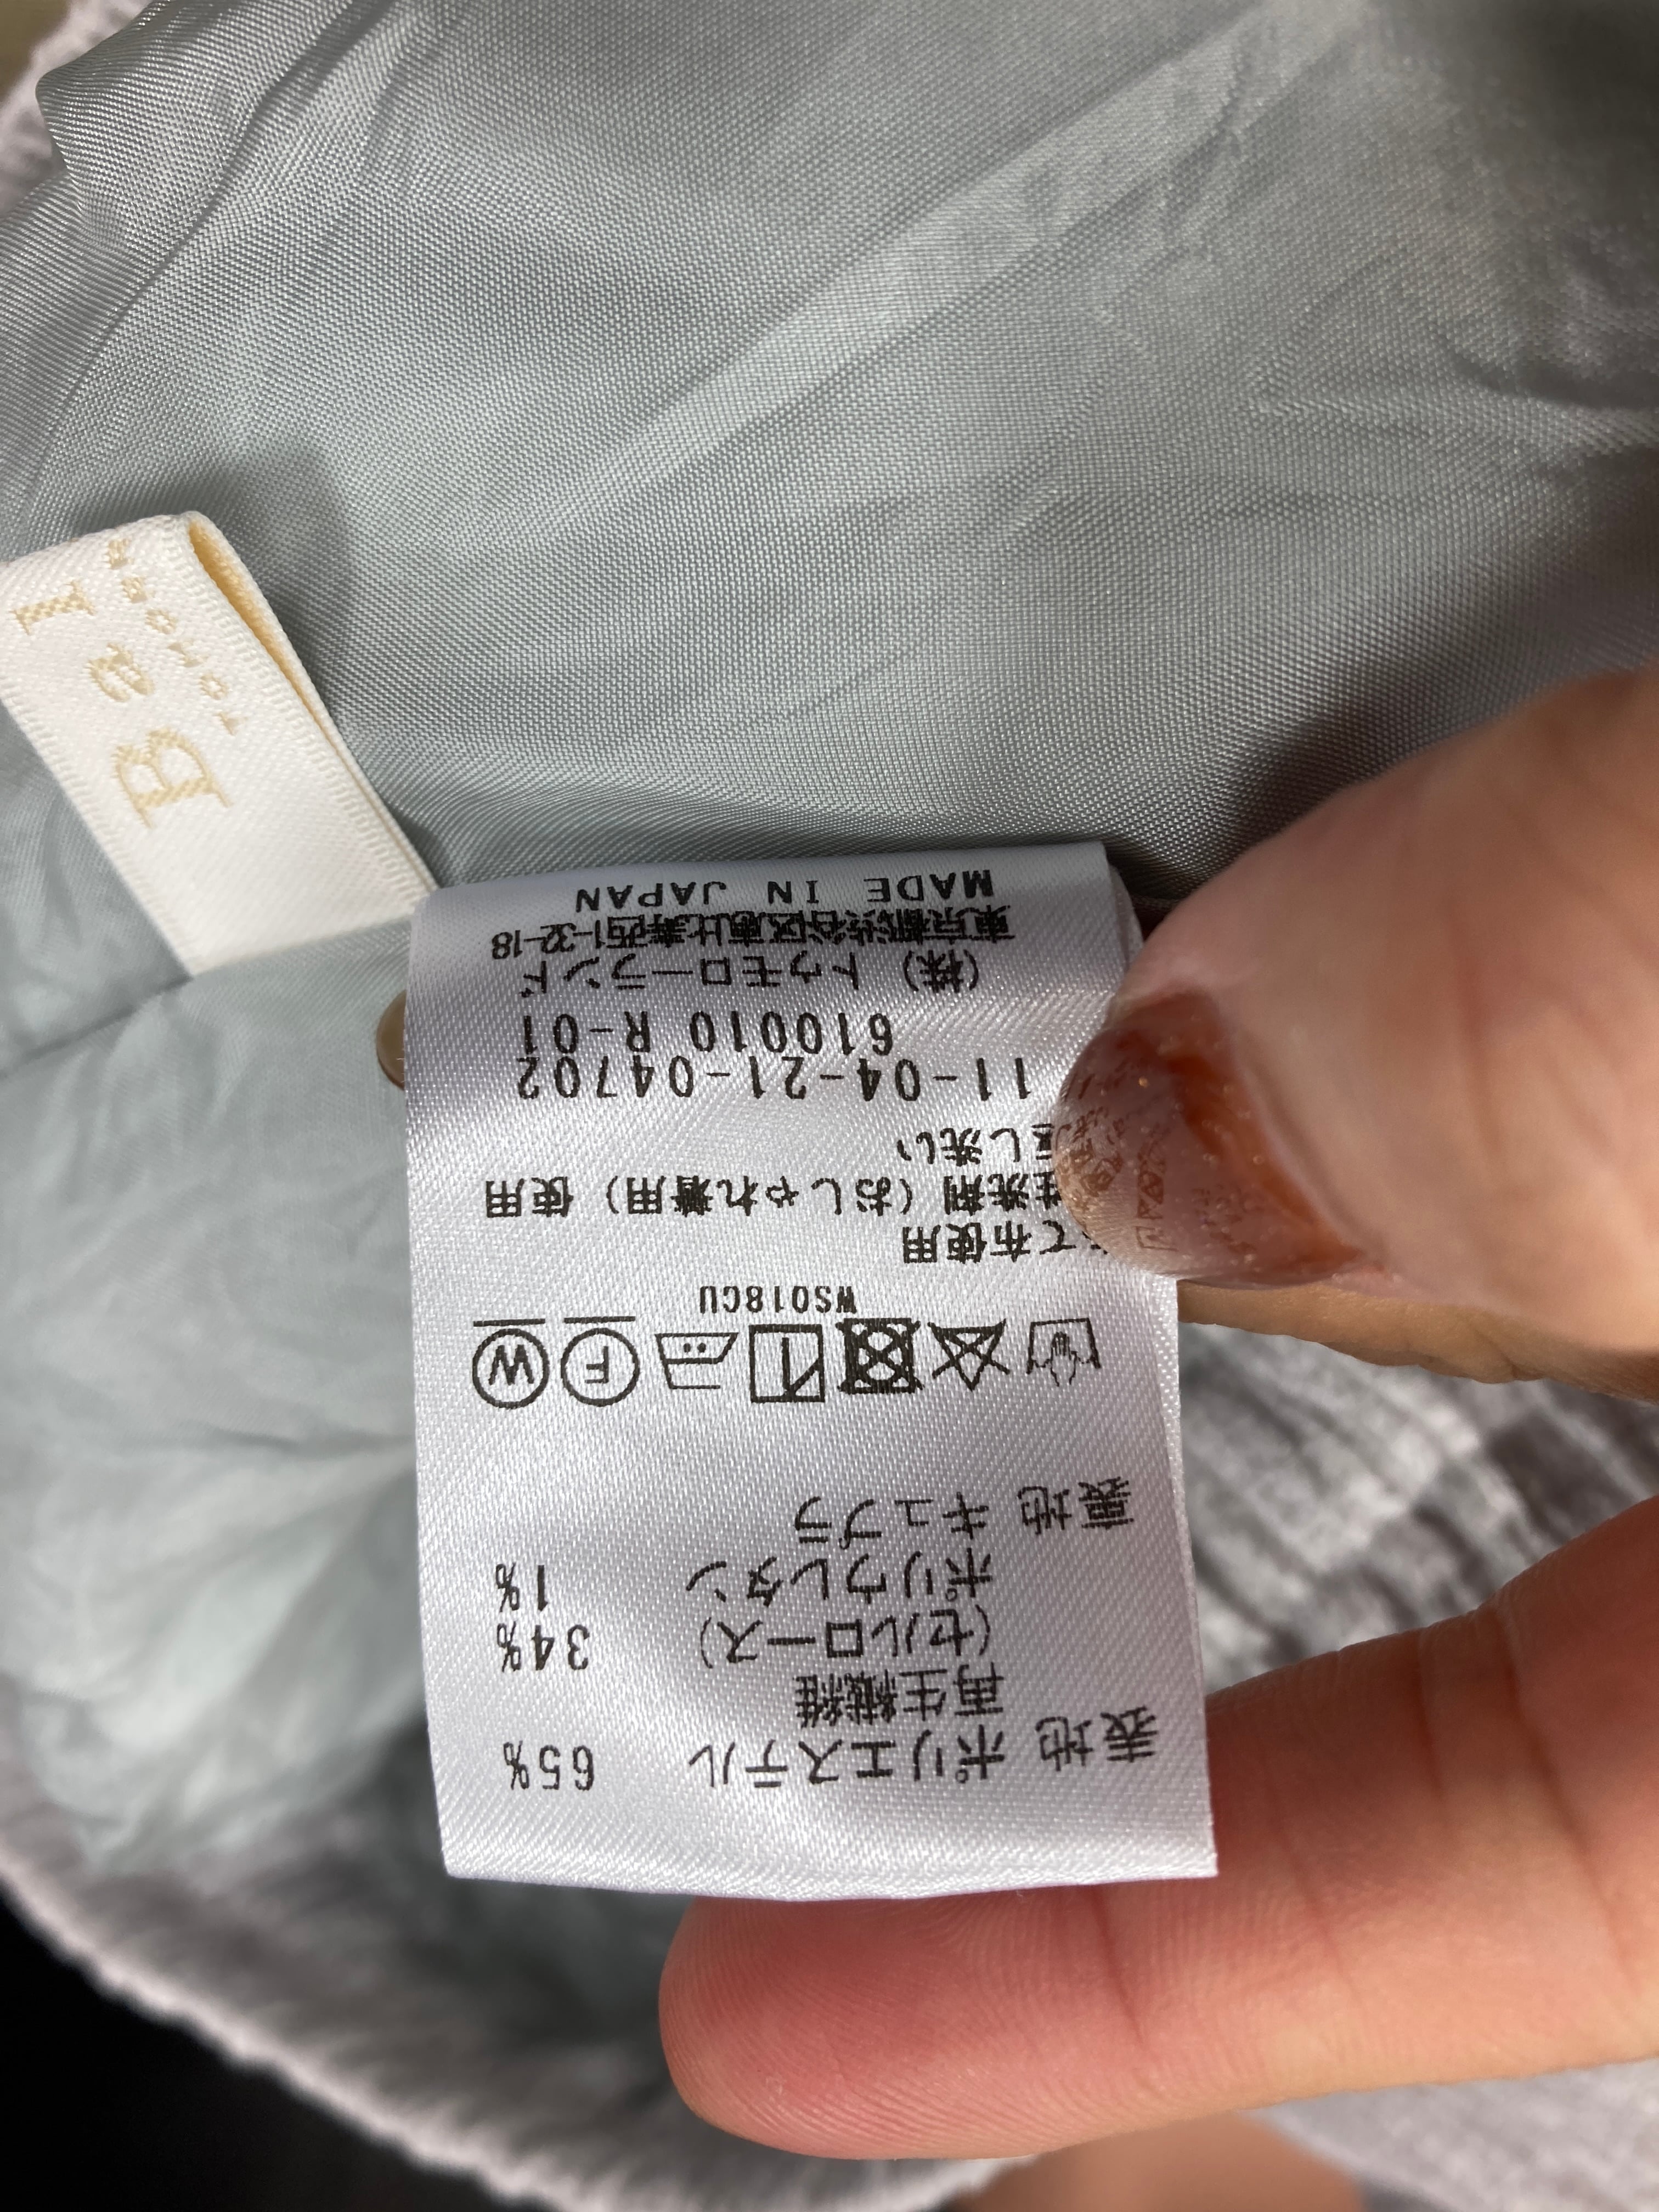 表地 ポリエステル 65%
再生繊維
(セルロース) 34%
ポリウレタン 1%
裏地 キュプラ
WS018CU
て布使用
洗剤(おしゃれ着用)使用
し洗い
11-04-21-04702
610010 R-01
(株)トゥモローランド
東京都渋谷区恵比寿西1-32-18
MADE IN JAPAN
Bal